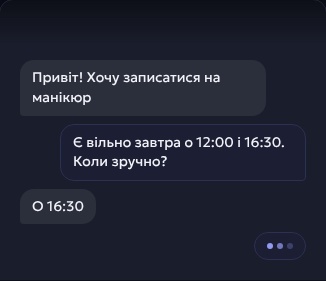 Привіт! Хочу записатися на
манікюр
Є вільно завтра о 12:00 і 16:30.
Коли зручно?
О 16:30